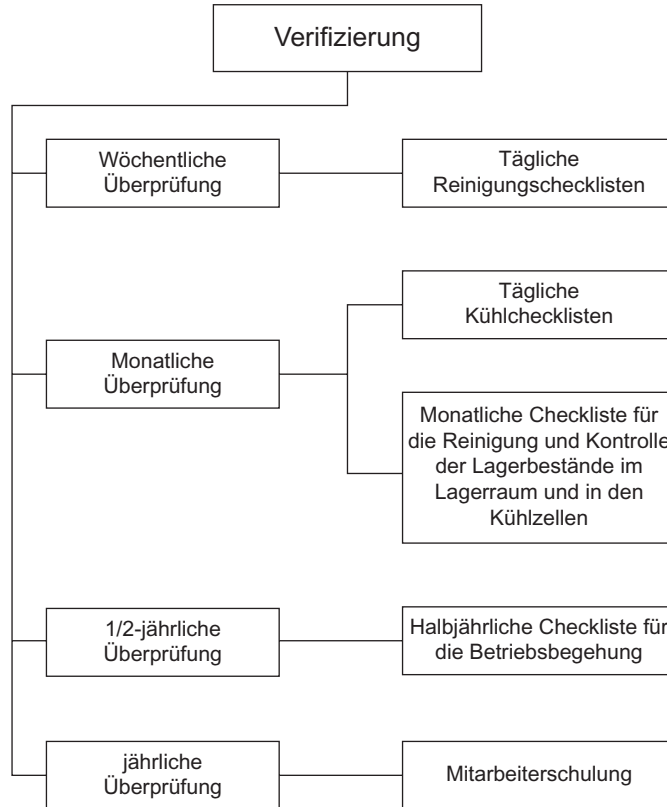 Verifizierung
Wöchentliche
Überprüfung
Tägliche
Reinigungschecklisten
Tägliche
Kühlchecklisten
Monatliche
Überprüfung
Monatliche Checkliste für
die Reinigung und Kontrolle
der Lagerbestände im
Lagerraum und in den
Kühlzellen
1/2-jährliche
Überprüfung
Halbjährliche Checkliste für
die Betriebsbegehung
jährliche
Überprüfung
Mitarbeiterschulung